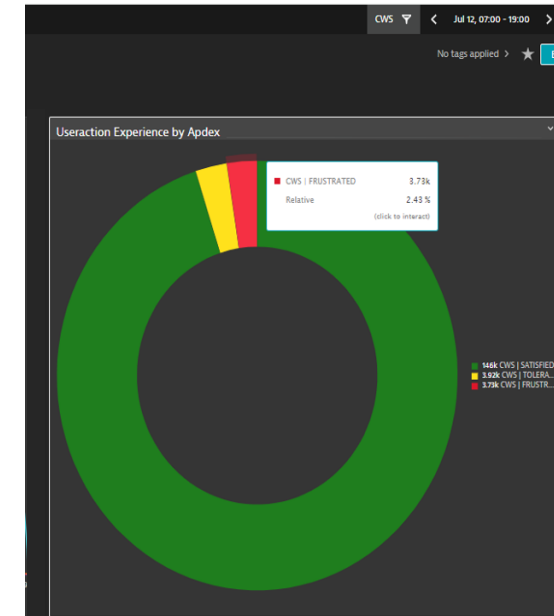 CWS
Jul 12, 07:00 - 19:00
No tags applied
Useraction Experience by Apdex
CWS | FRUSTRATED 3.73k
Relative 2.43 %
(click to interact)
146k CWS | SATISFIED
3.92k CWS | TOLERA...
3.73k CWS | FRUSTR...